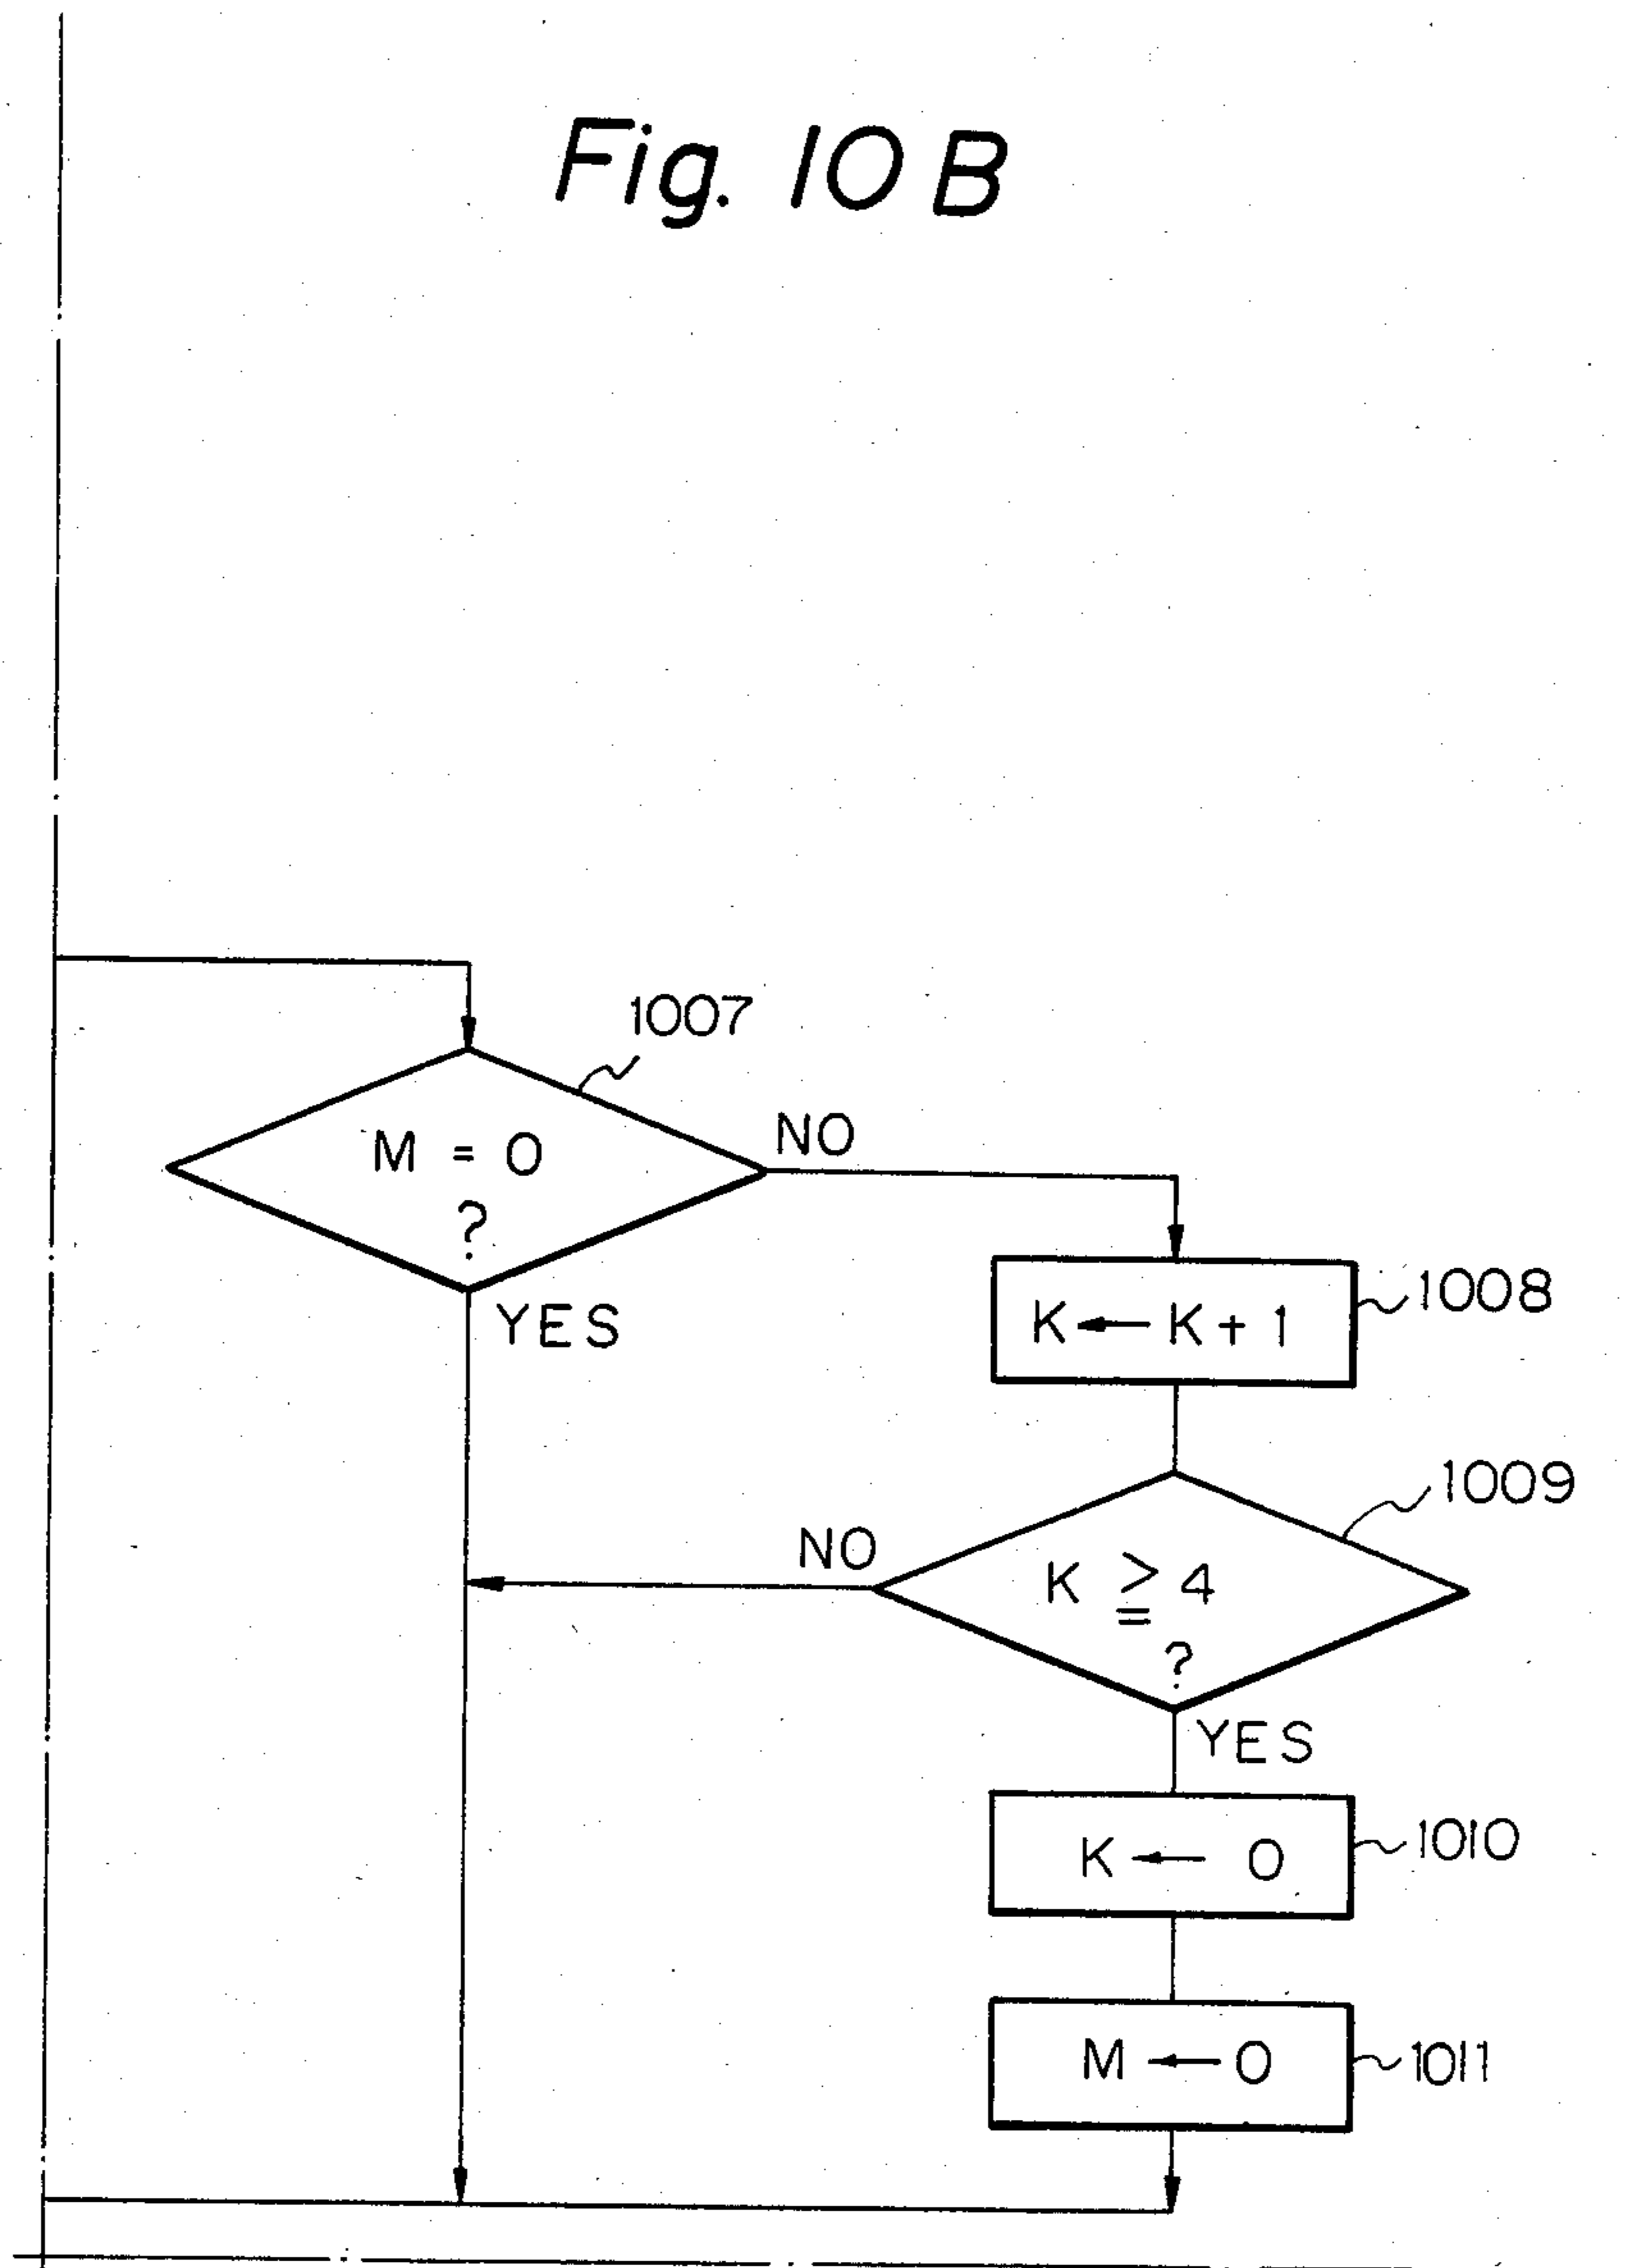 Fig. 10 B
1007
M = 0
?
NO
YES
K ← K + 1
1008
1009
NO
K ≧ 4
?
YES
K ← 0
1010
M ← 0
1011